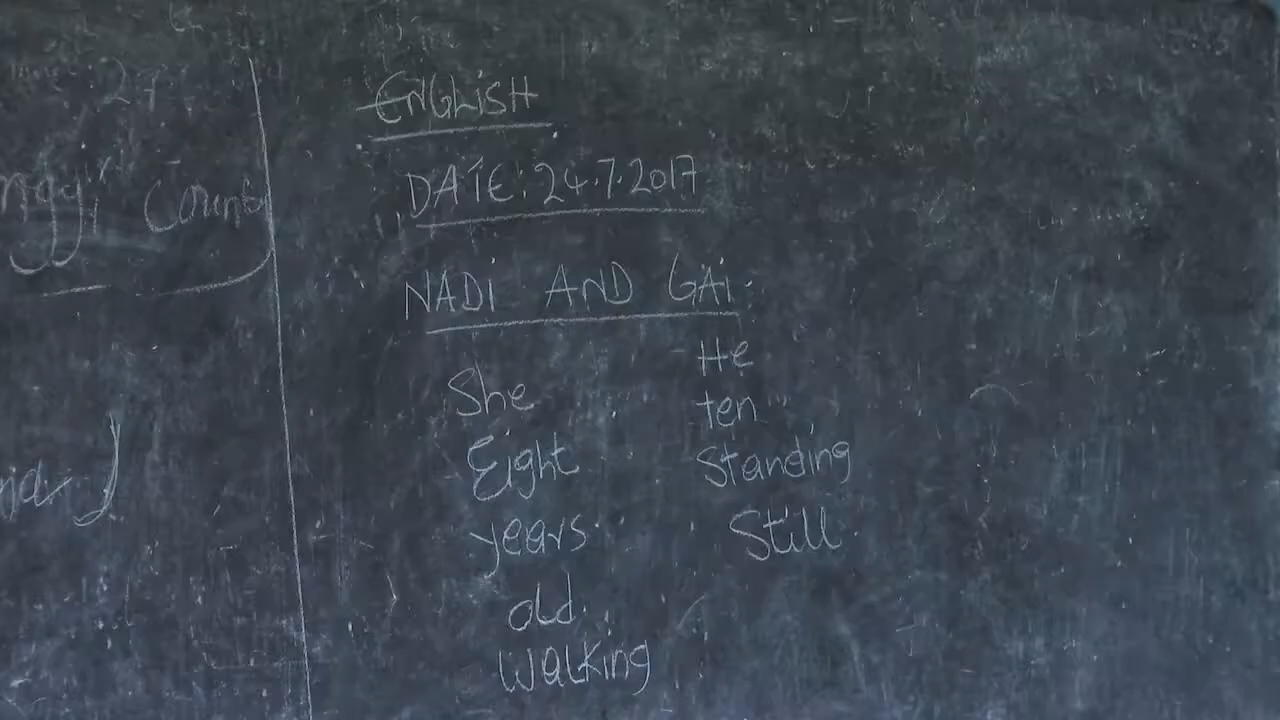 ENGLISH
DATE: 24.7.2017
NADI AND GAI.
She
Eight
years
old
Walking
He
ten
Standing
Still